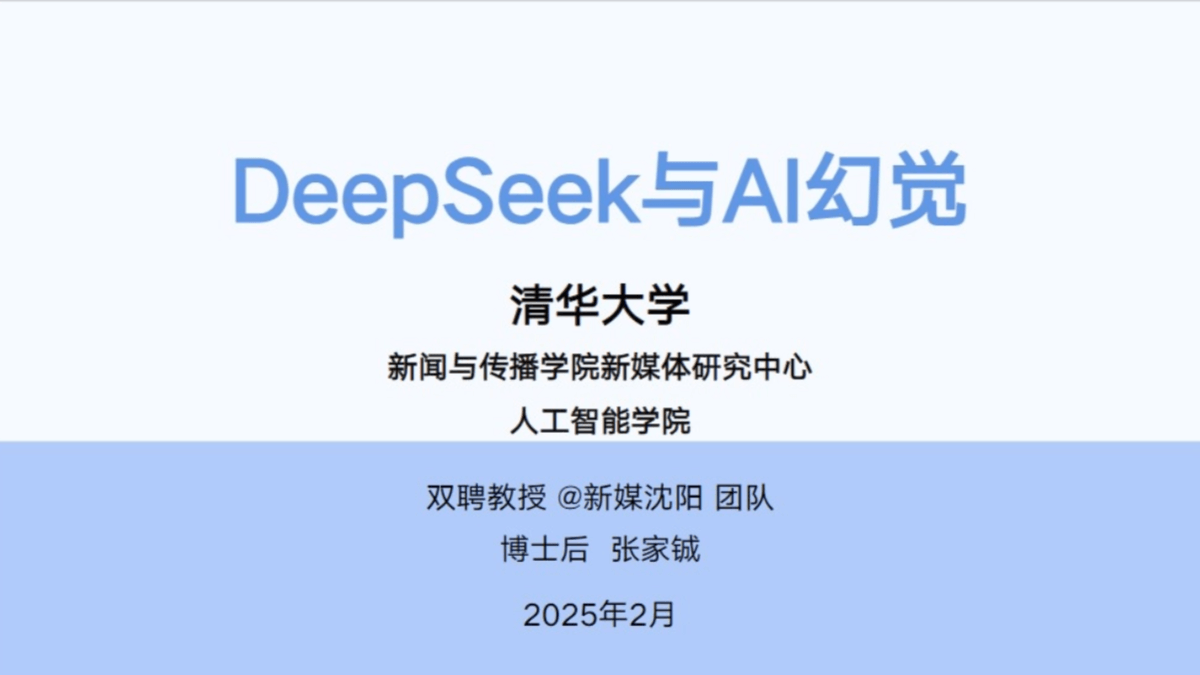 DeepSeek与AI幻觉
清华大学
新闻与传播学院新媒体研究中心
人工智能学院
双聘教授 @新媒沈阳 团队
博士后 张家铖
2025年2月